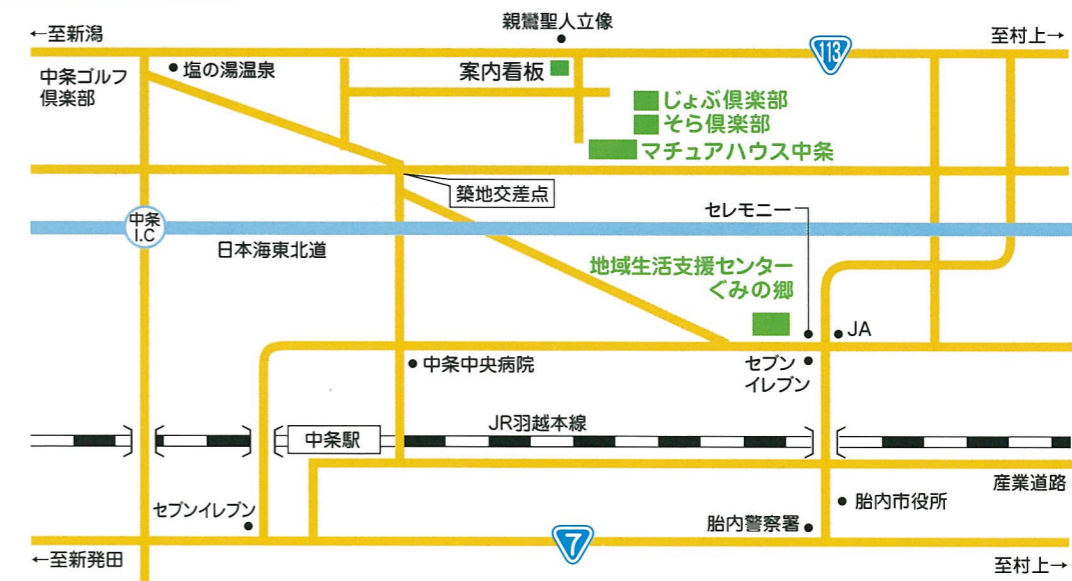 ←至新潟
親鸞聖人立像
113
至村上→
中条ゴルフ
倶楽部
塩の湯温泉
案内看板
じょぶ倶楽部
そら倶楽部
マチュアハウス中条
築地交差点
中条
I.C
日本海東北道
セレモニー
地域生活支援センター
ぐみの郷
JA
中条中央病院
セブン
イレブン
JR羽越本線
中条駅
産業道路
セブンイレブン
胎内市役所
胎内警察署
7
←至新発田
至村上→